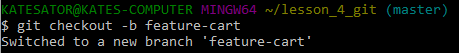 KATESATOR@KATES-COMPUTER MINGW64 ~/lesson_4_git (master)
$ git checkout -b feature-cart
Switched to a new branch 'feature-cart'